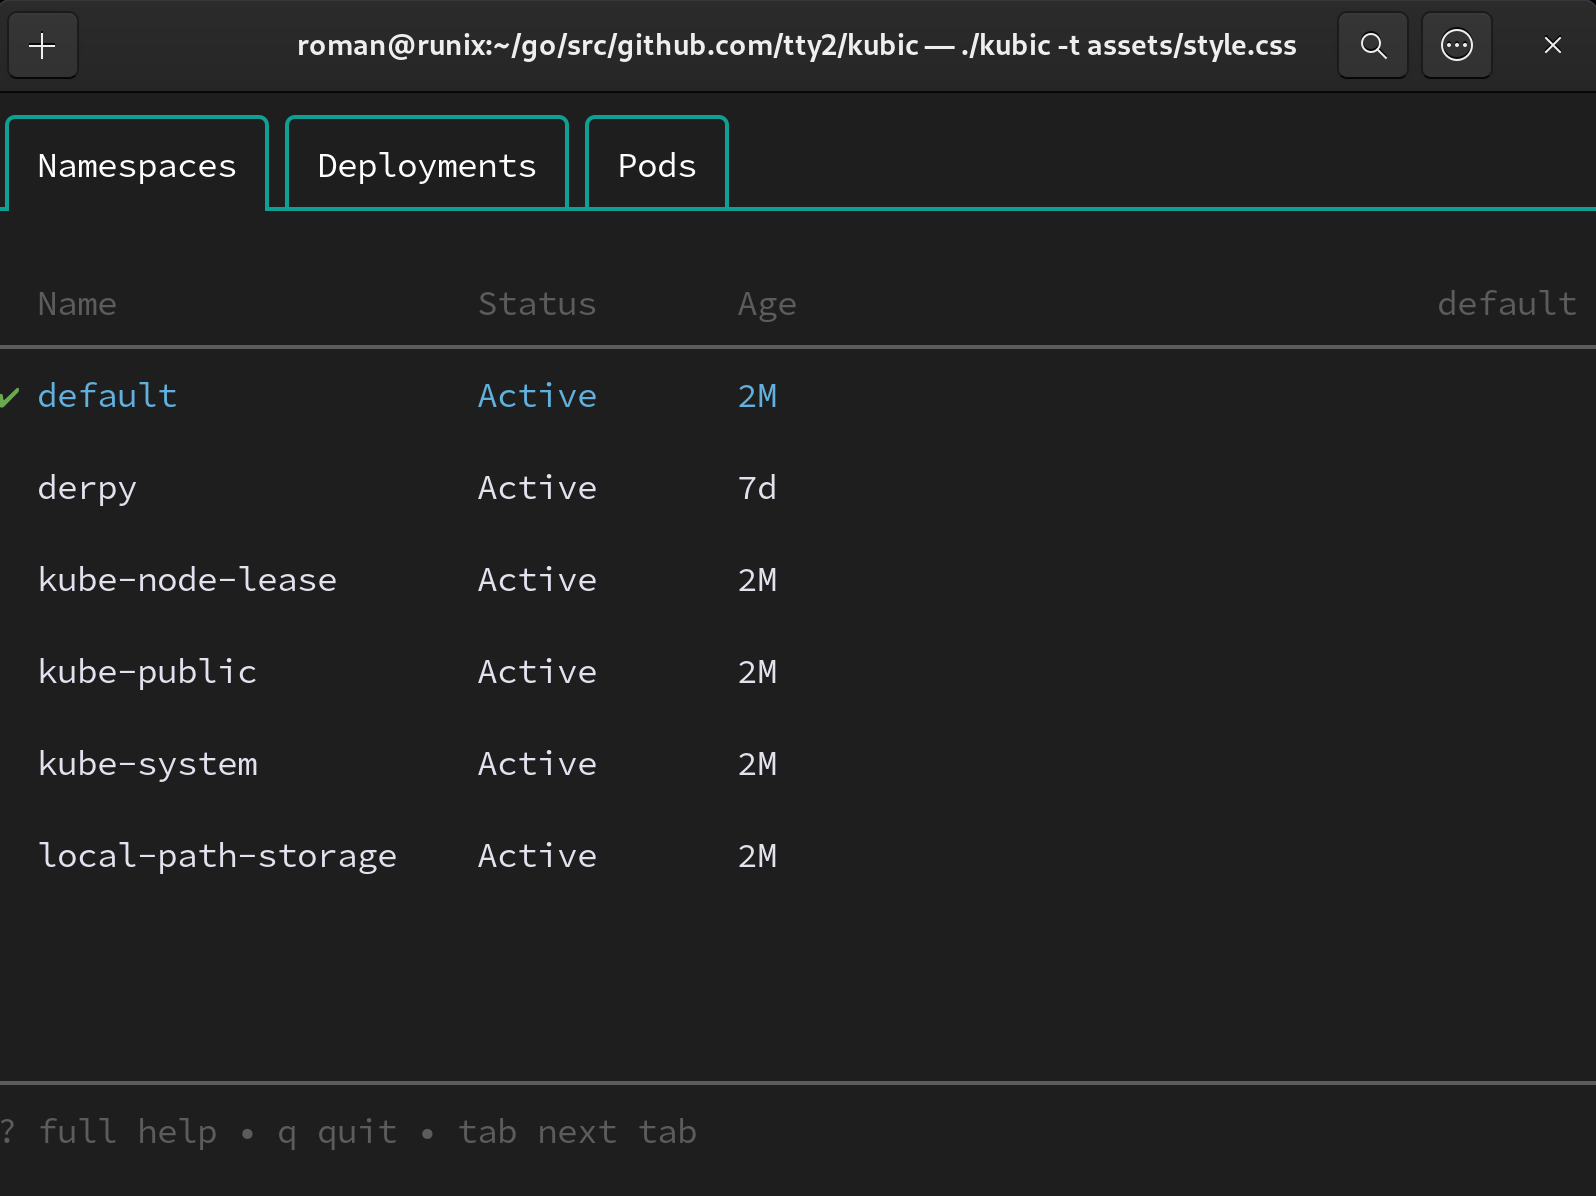 roman@runix:~/go/src/github.com/tty2/kubic — ./kubic -t assets/style.css
Namespaces Deployments Pods
Name Status Age default
✔ default Active 2M
derpy Active 7d
kube-node-lease Active 2M
kube-public Active 2M
kube-system Active 2M
local-path-storage Active 2M
? full help • q quit • tab next tab